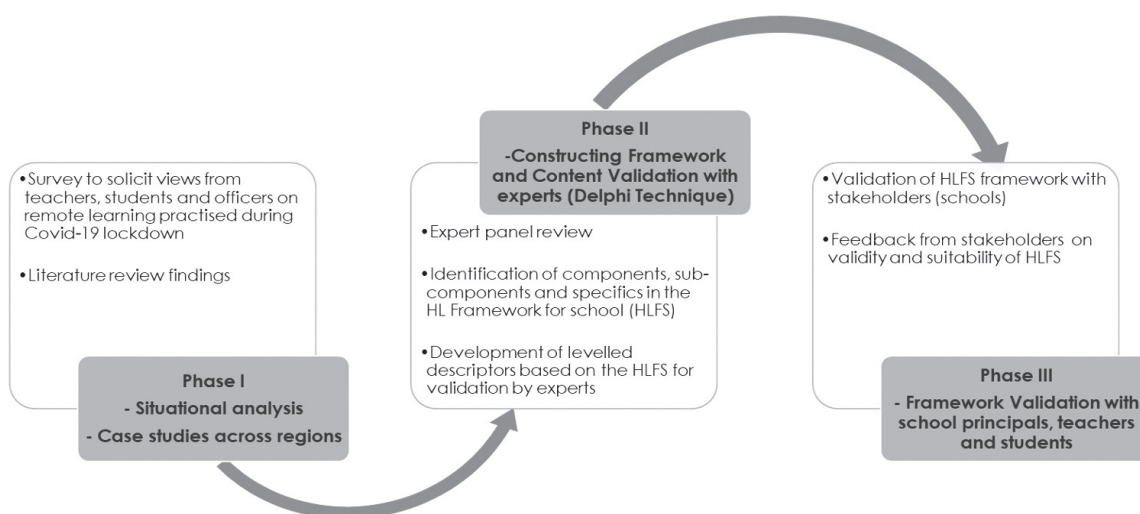 •Survey to solicit views from
teachers, students and officers on
remote learning practised during
Covid-19 lockdown
•Literature review findings
Phase I
- Situational analysis
- Case studies across regions
Phase II
-Constructing Framework
and Content Validation with
experts (Delphi Technique)
•Expert panel review
•Identification of components, sub-
components and specifics in the
HL Framework for school (HLFS)
•Development of levelled
descriptors based on the HLFS for
validation by experts
•Validation of HLFS framework with
stakeholders (schools)
•Feedback from stakeholders on
validity and suitability of HLFS
Phase III
- Framework Validation with
school principals, teachers
and students